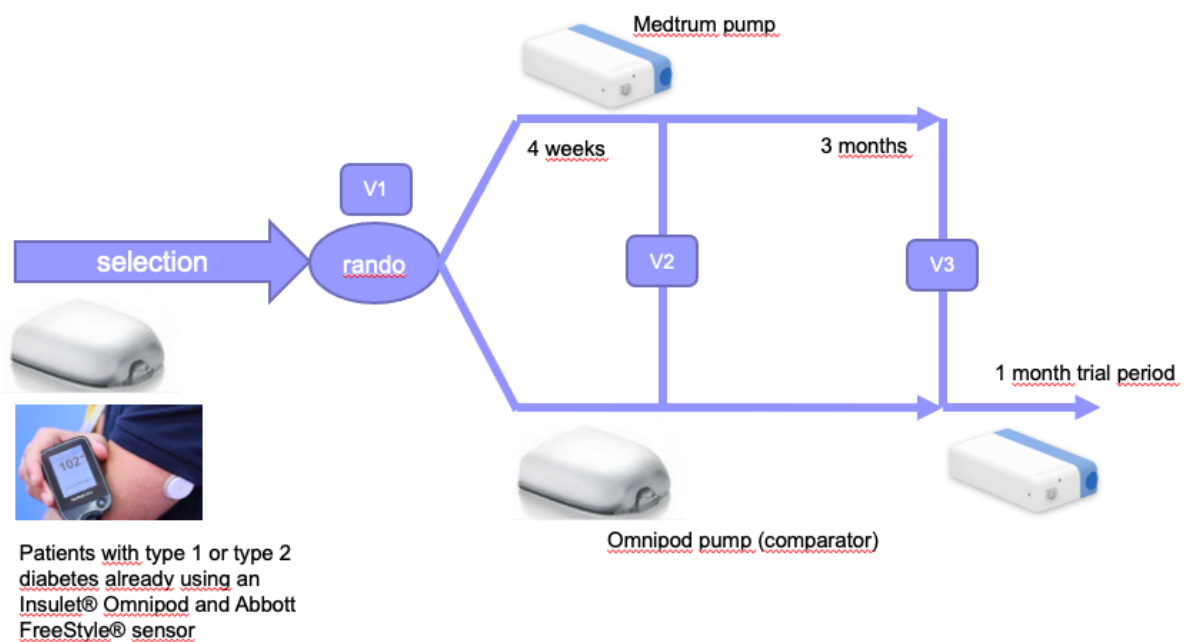 Medtrum pump
4 weeks
3 months
V1
selection
rando
V2
V3
1 month trial period
102
Omnipod pump (comparator)
Patients with type 1 or type 2
diabetes already using an
Insulet® Omnipod and Abbott
FreeStyle® sensor